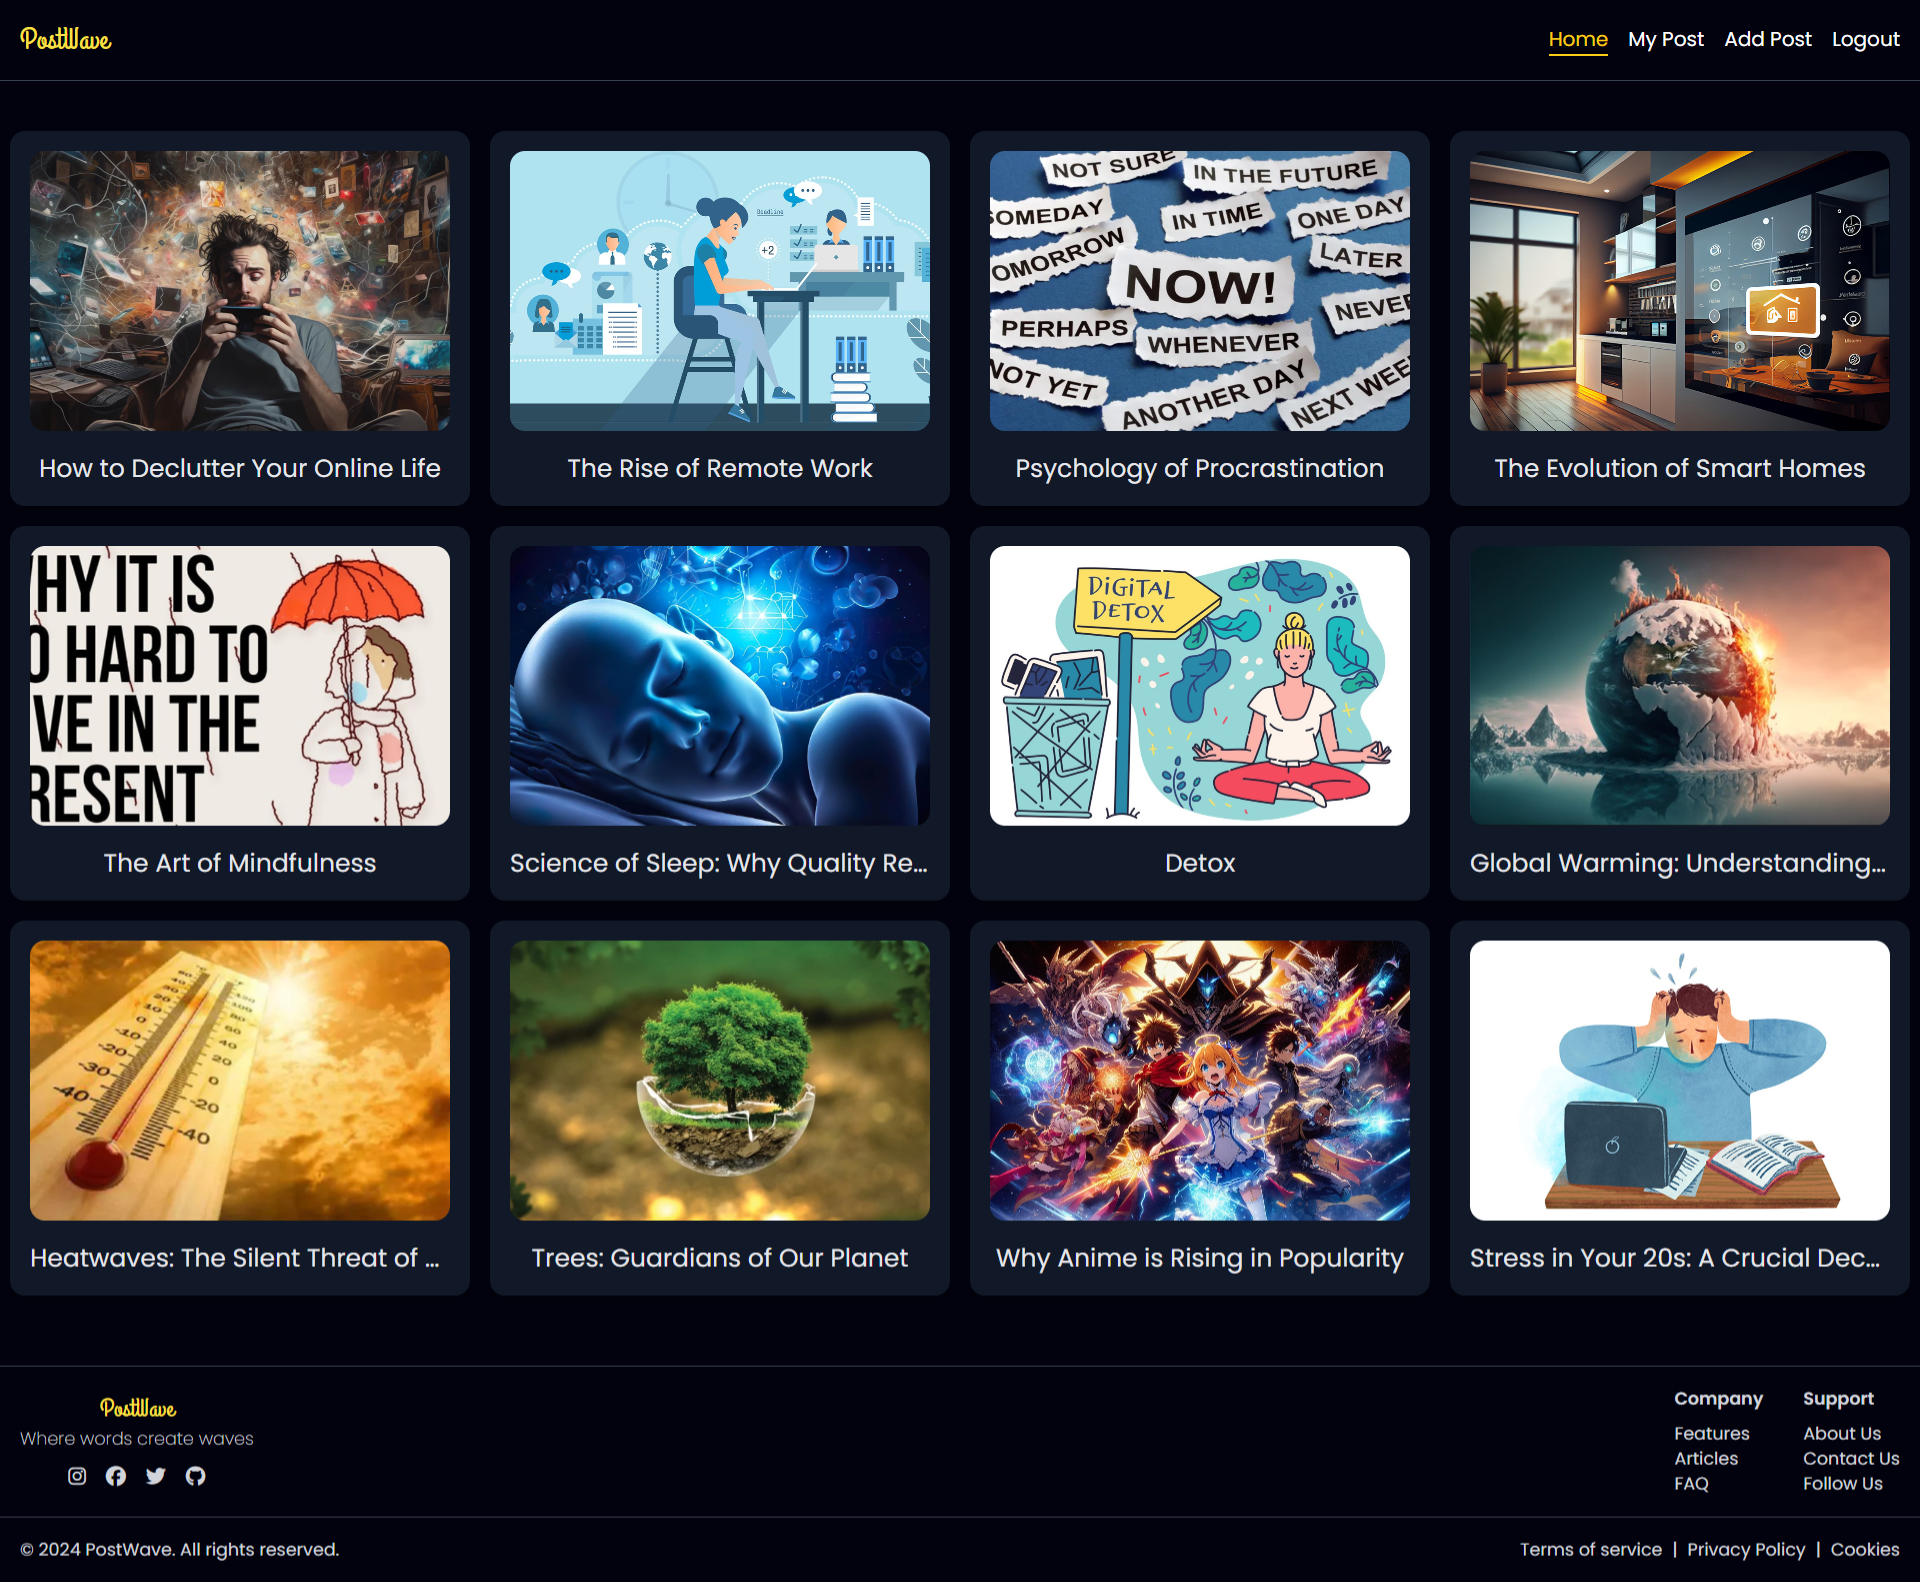 PostWave
Home My Post Add Post Logout
Deadline
+2
NOT SURE
IN THE FUTURE
SOMEDAY
IN TIME
ONE DAY
OMORROW
LATER
NOW!
NEVER
PERHAPS
WHENEVER
NOT YET
ANOTHER DAY
NEXT WEE
How to Declutter Your Online Life
The Rise of Remote Work
Psychology of Procrastination
The Evolution of Smart Homes
HY IT IS
O HARD TO
VE IN THE
RESENT
DiGiTAL
DETOX
The Art of Mindfulness
Science of Sleep: Why Quality Re...
Detox
Global Warming: Understanding...
Heatwaves: The Silent Threat of ...
Trees: Guardians of Our Planet
Why Anime is Rising in Popularity
Stress in Your 20s: A Crucial Dec...
PostWave
Where words create waves
Company
Features
Articles
FAQ
Support
About Us
Contact Us
Follow Us
© 2024 PostWave. All rights reserved.
Terms of service | Privacy Policy | Cookies